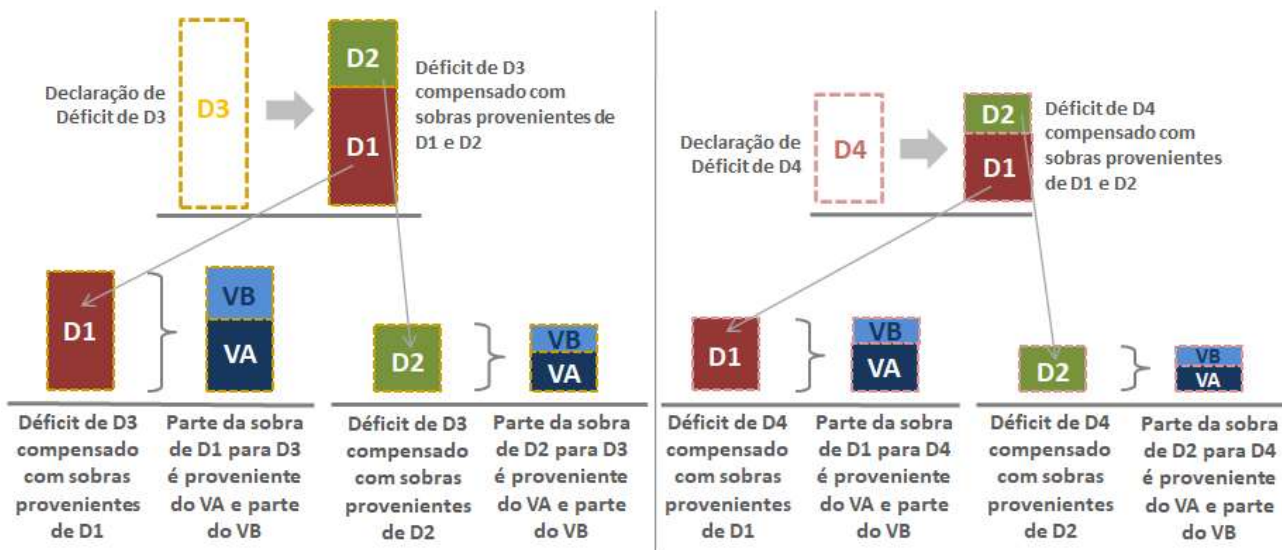 D3
D2
D1
Declaração de
Déficit de D3
Déficit de D3
compensado com
sobras provenientes de
D1 e D2
D1
VB
VA
D2
VB
VA
Déficit de D3
compensado
com sobras
provenientes
de D1
Parte da sobra
de D1 para D3
é proveniente
do VA e parte
do VB
Déficit de D3
compensado
com sobras
provenientes
de D2
Parte da sobra
de D2 para D3
é proveniente
do VA e parte
do VB
D4
D2
D1
Declaração de
Déficit de D4
Déficit de D4
compensado com
sobras provenientes
de D1 e D2
D1
VB
VA
D2
VB
VA
Déficit de D4
compensado
com sobras
provenientes
de D1
Parte da sobra
de D1 para D4
é proveniente
do VA e parte
do VB
Déficit de D4
compensado
com sobras
provenientes
de D2
Parte da sobra
de D2 para D4
é proveniente
do VA e parte
do VB